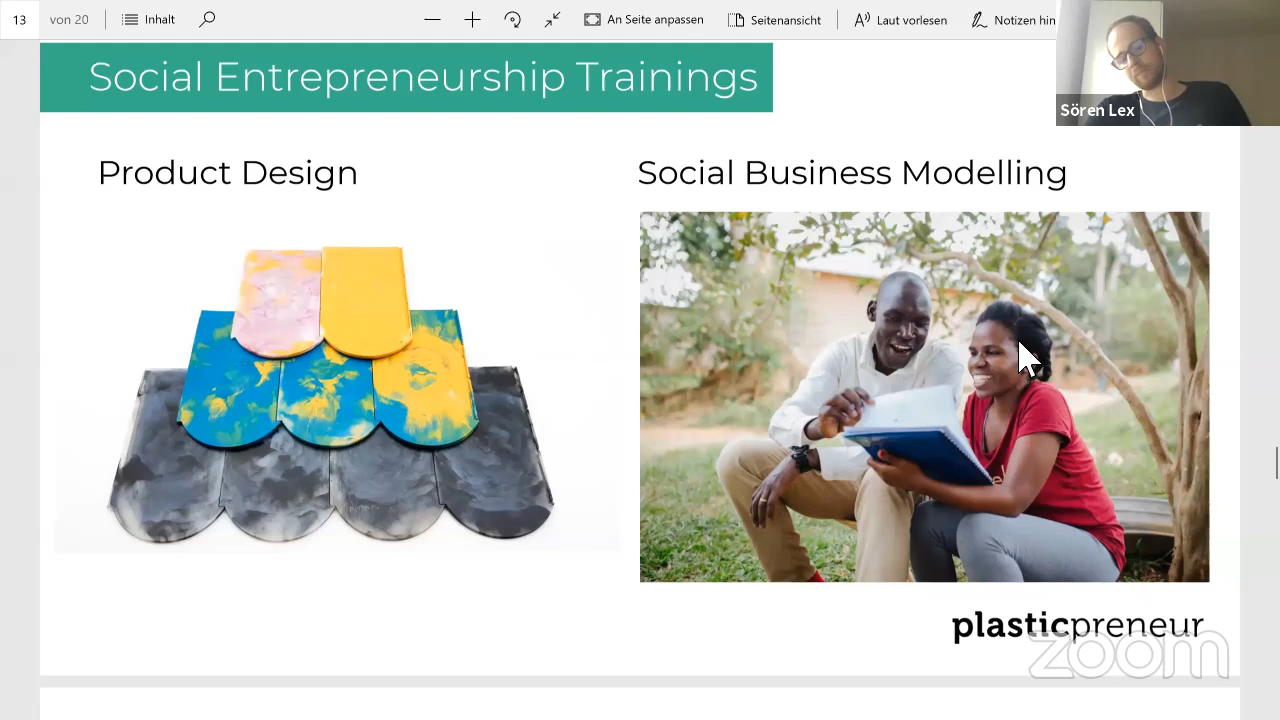 13 von 20 Inhalt An Seite anpassen Seitenansicht Laut vorlesen Notizen hin
Sören Lex
Social Entrepreneurship Trainings
Product Design
Social Business Modelling
plasticpreneur
zoom